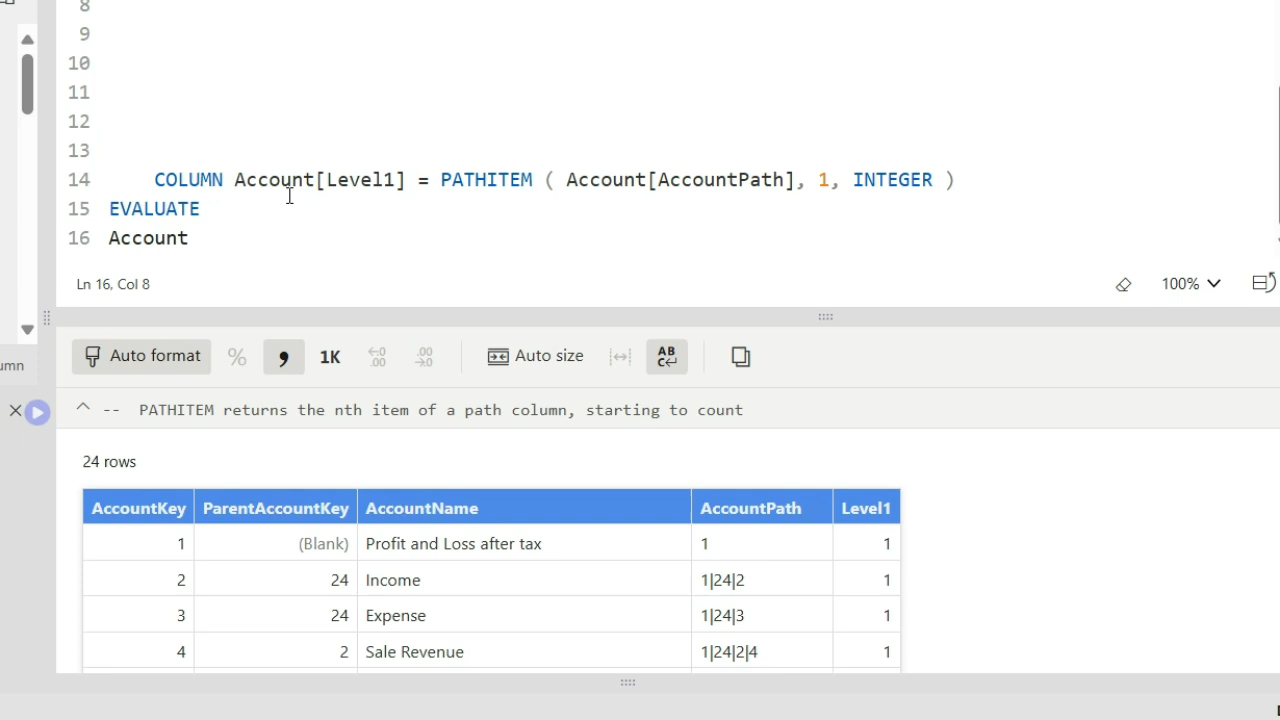 8
9
10
11
12
13
14 COLUMN Account[Level1] = PATHITEM ( Account[AccountPath], 1, INTEGER )
15 EVALUATE
16 Account
Ln 16, Col 8 100%
Auto format % , 1K .00 .00 Auto size AB C
-- PATHITEM returns the nth item of a path column, starting to count
24 rows
AccountKey ParentAccountKey AccountName AccountPath Level1
1 (Blank) Profit and Loss after tax 1 1
2 24 Income 1|24|2 1
3 24 Expense 1|24|3 1
4 2 Sale Revenue 1|24|2|4 1